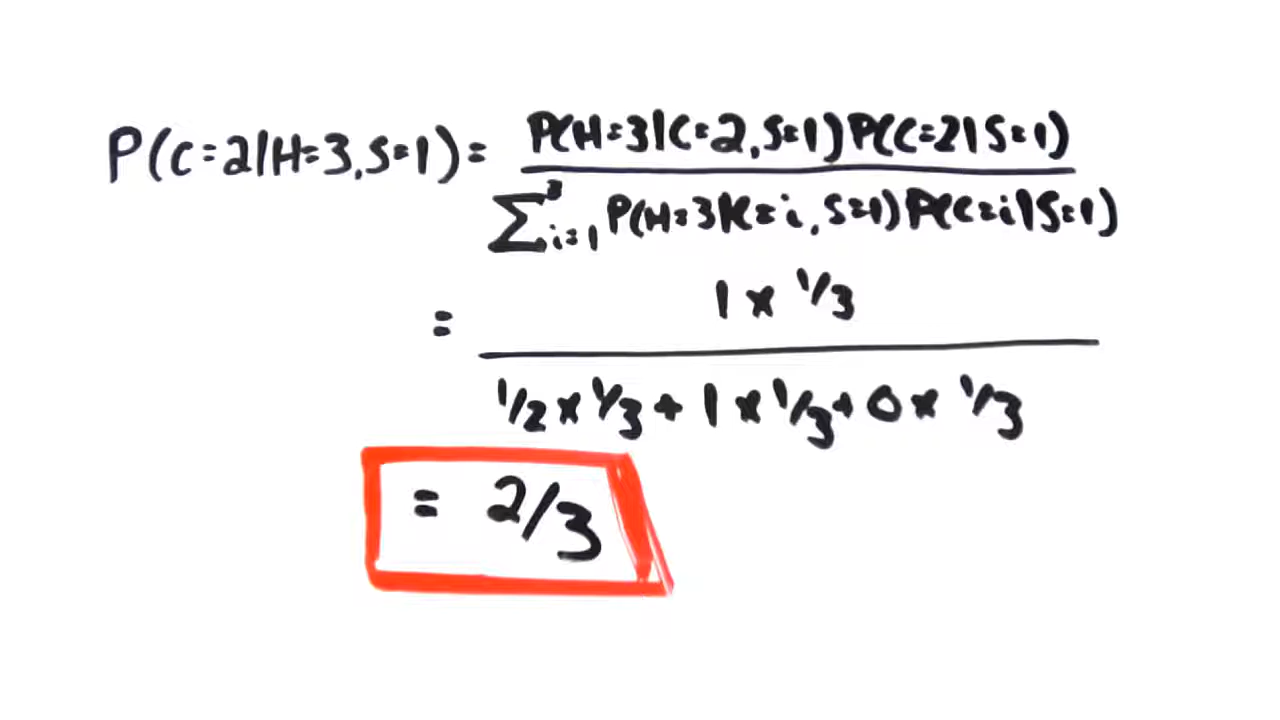 P(C=2|H=3,S=1)= P(H=3|C=2,S=1)P(C=2|S=1)
∑³ᵢ₌₁ P(H=3|C=i,S=1)P(C=i|S=1)
= 1 x 1/3
1/2 x 1/3 + 1 x 1/3 + 0 x 1/3
= 2/3